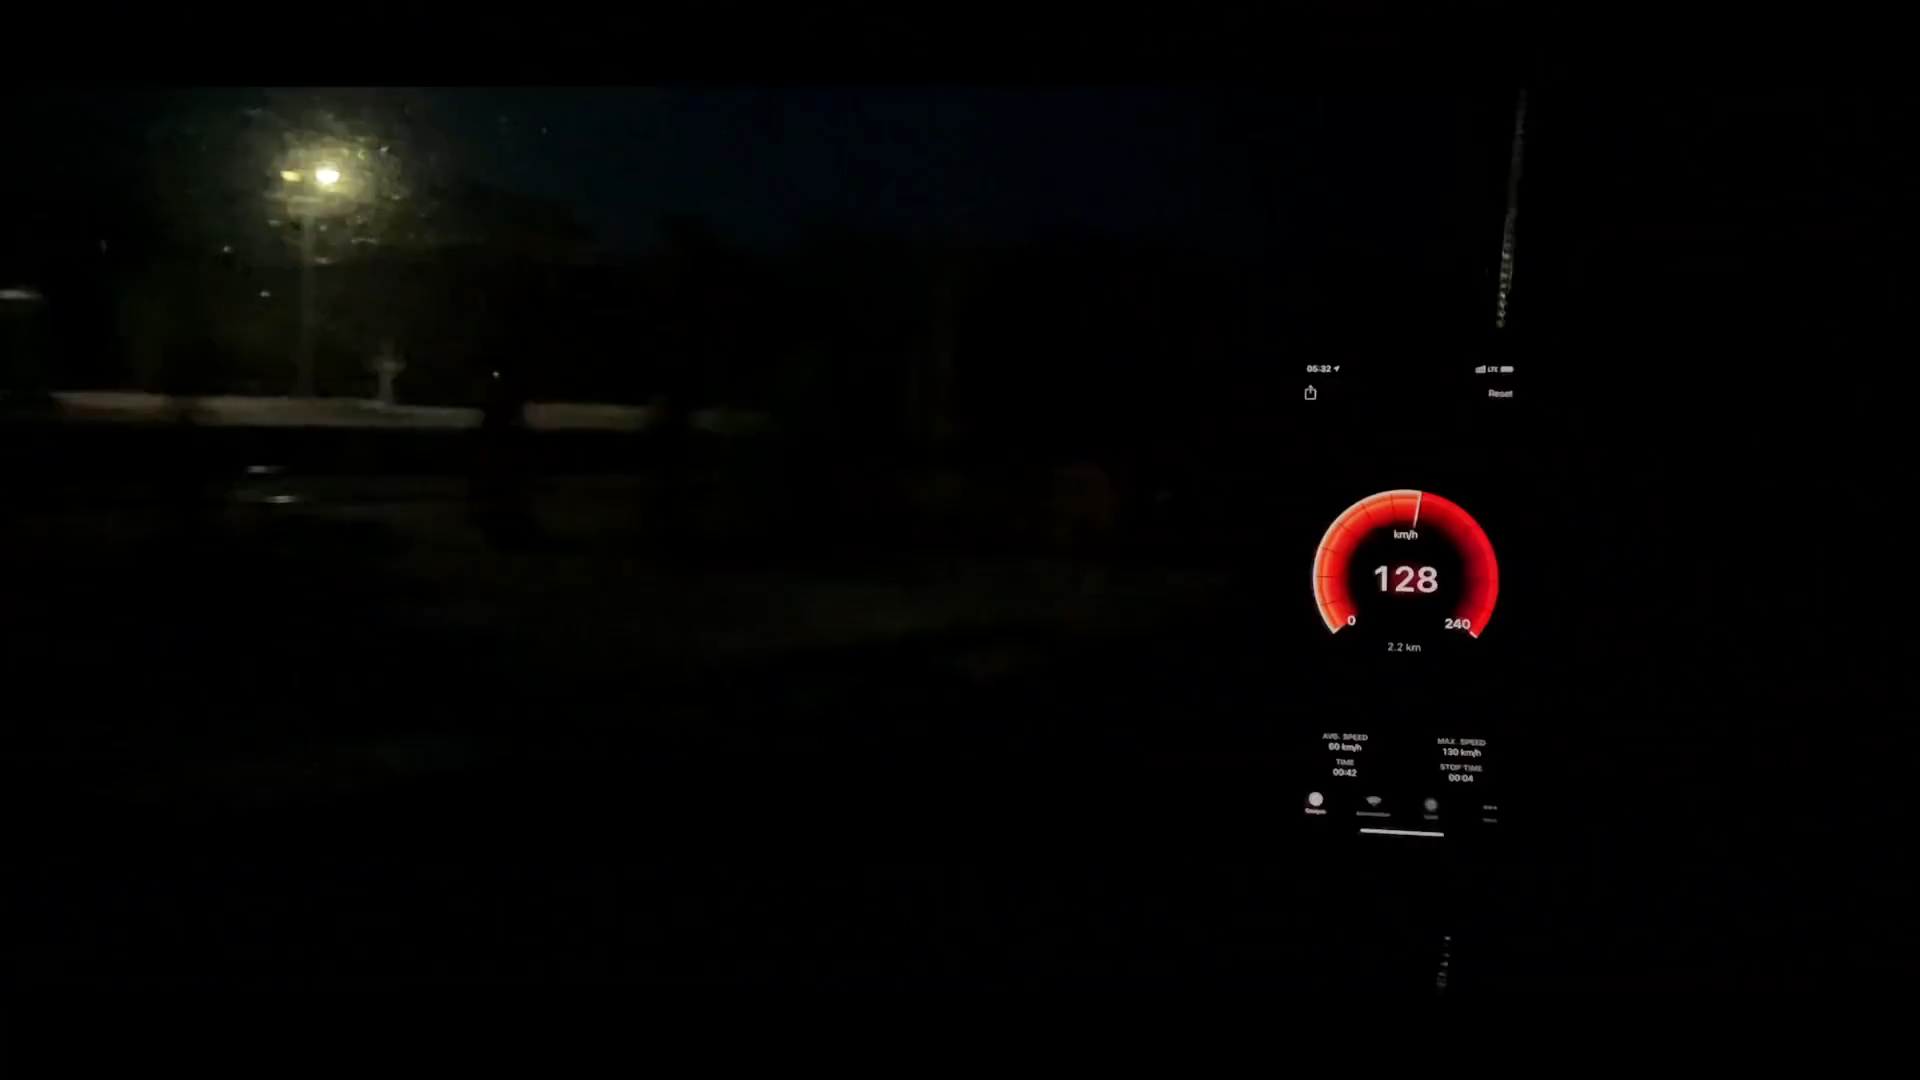 05:32
LTE
Reset
km/h
128
0
240
2.2 km
AVG. SPEED
60 km/h
MAX. SPEED
130 km/h
TIME
00:42
STOP TIME
00:04